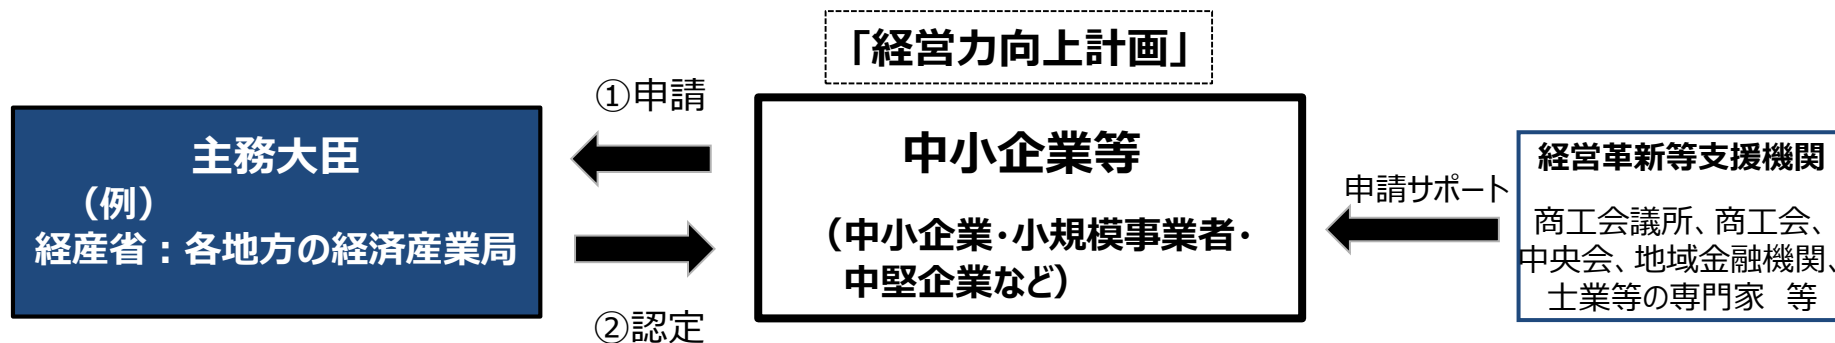 「経営力向上計画」
①申請
主務大臣
（例）
経産省：各地方の経済産業局
②認定
中小企業等
（中小企業・小規模事業者・
中堅企業など）
申請サポート
経営革新等支援機関
商工会議所、商工会、
中央会、地域金融機関、
士業等の専門家　等